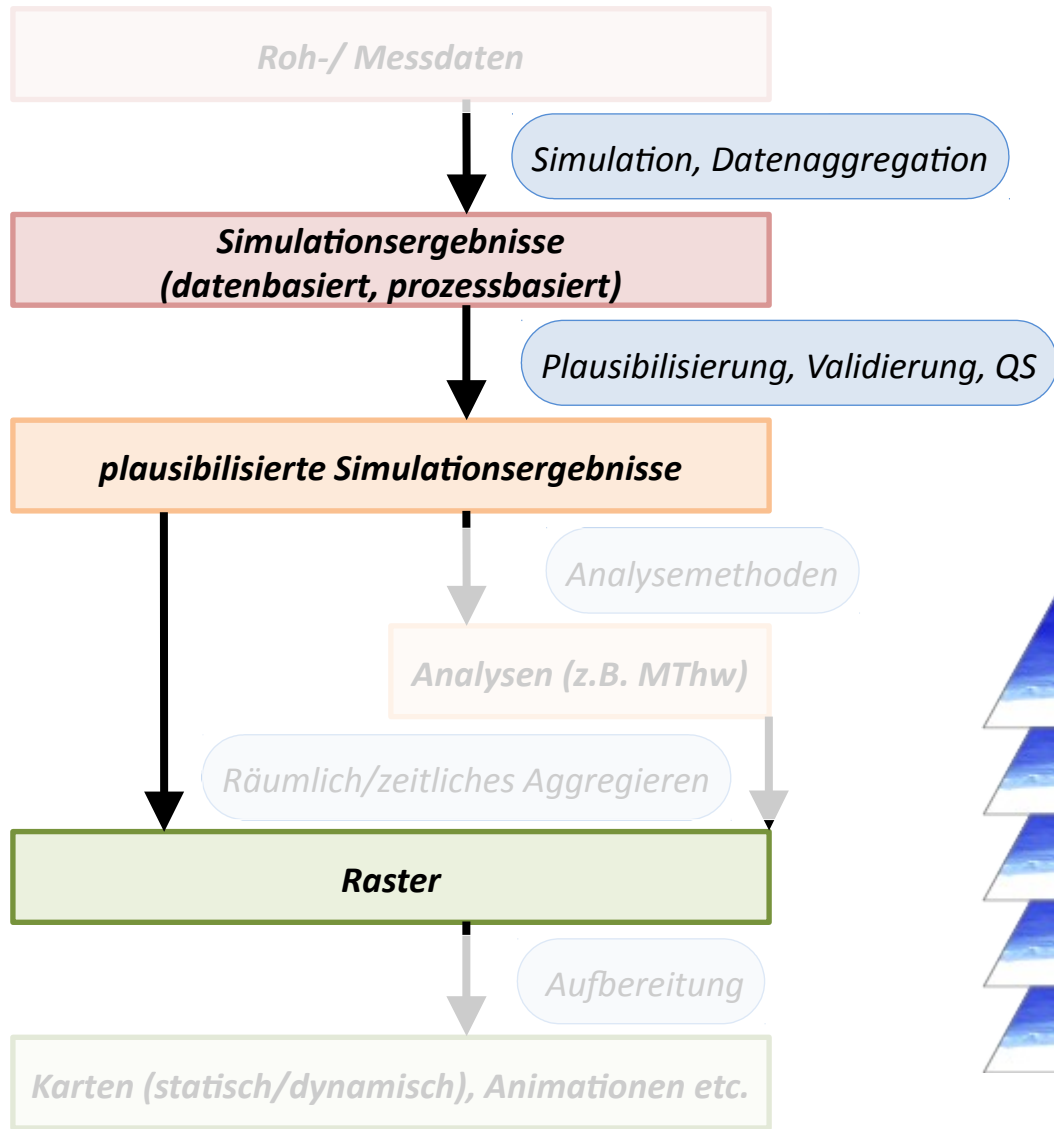 Roh-/ Messdaten
Simulation, Datenaggregation
Simulationsergebnisse
(datenbasiert, prozessbasiert)
Plausibilisierung, Validierung, QS
plausibilisierte Simulationsergebnisse
Analysemethoden
Analysen (z.B. MThw)
Räumlich/zeitliches Aggregieren
Raster
Aufbereitung
Karten (statisch/dynamisch), Animationen etc.